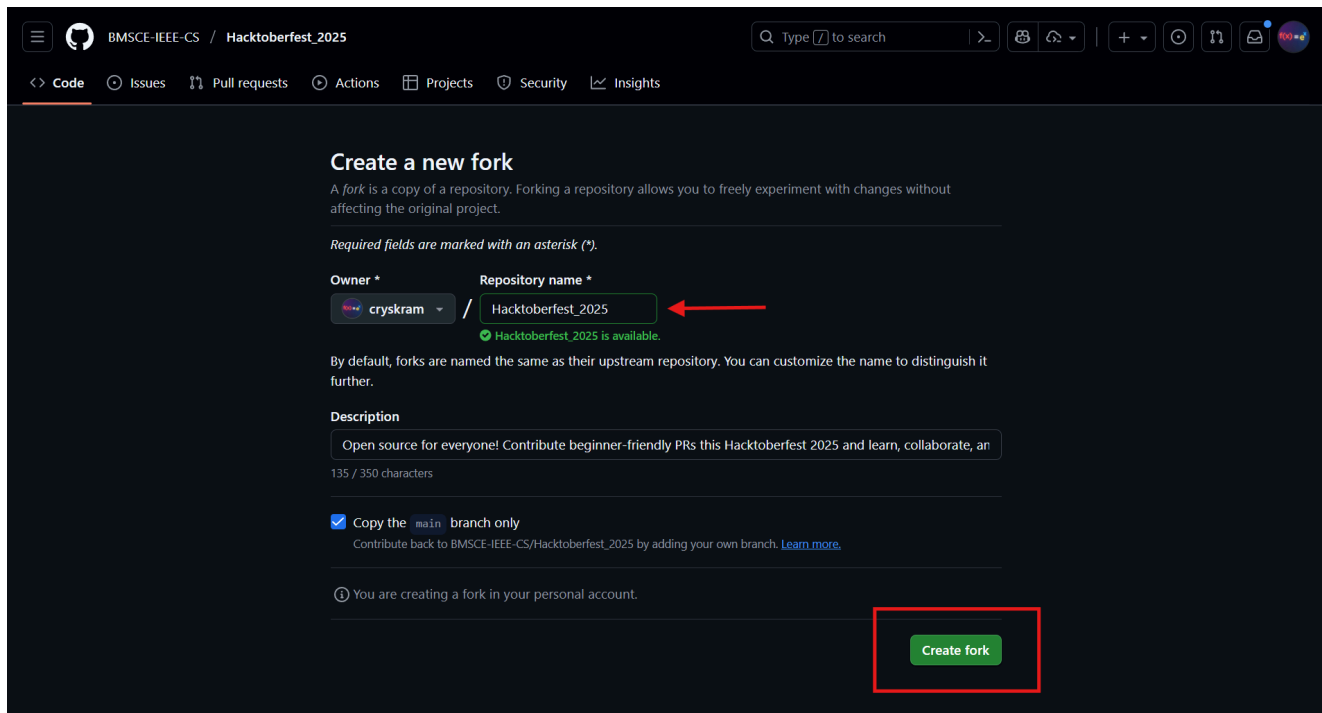 BMSCE-IEEE-CS / Hacktoberfest_2025
Type / to search
Code Issues Pull requests Actions Projects Security Insights
Create a new fork
A fork is a copy of a repository. Forking a repository allows you to freely experiment with changes without
affecting the original project.
Required fields are marked with an asterisk (*).
Owner * Repository name *
cryskram / Hacktoberfest_2025
Hacktoberfest_2025 is available.
By default, forks are named the same as their upstream repository. You can customize the name to distinguish it
further.
Description
Open source for everyone! Contribute beginner-friendly PRs this Hacktoberfest 2025 and learn, collaborate, an
135 / 350 characters
Copy the main branch only
Contribute back to BMSCE-IEEE-CS/Hacktoberfest_2025 by adding your own branch. Learn more.
You are creating a fork in your personal account.
Create fork